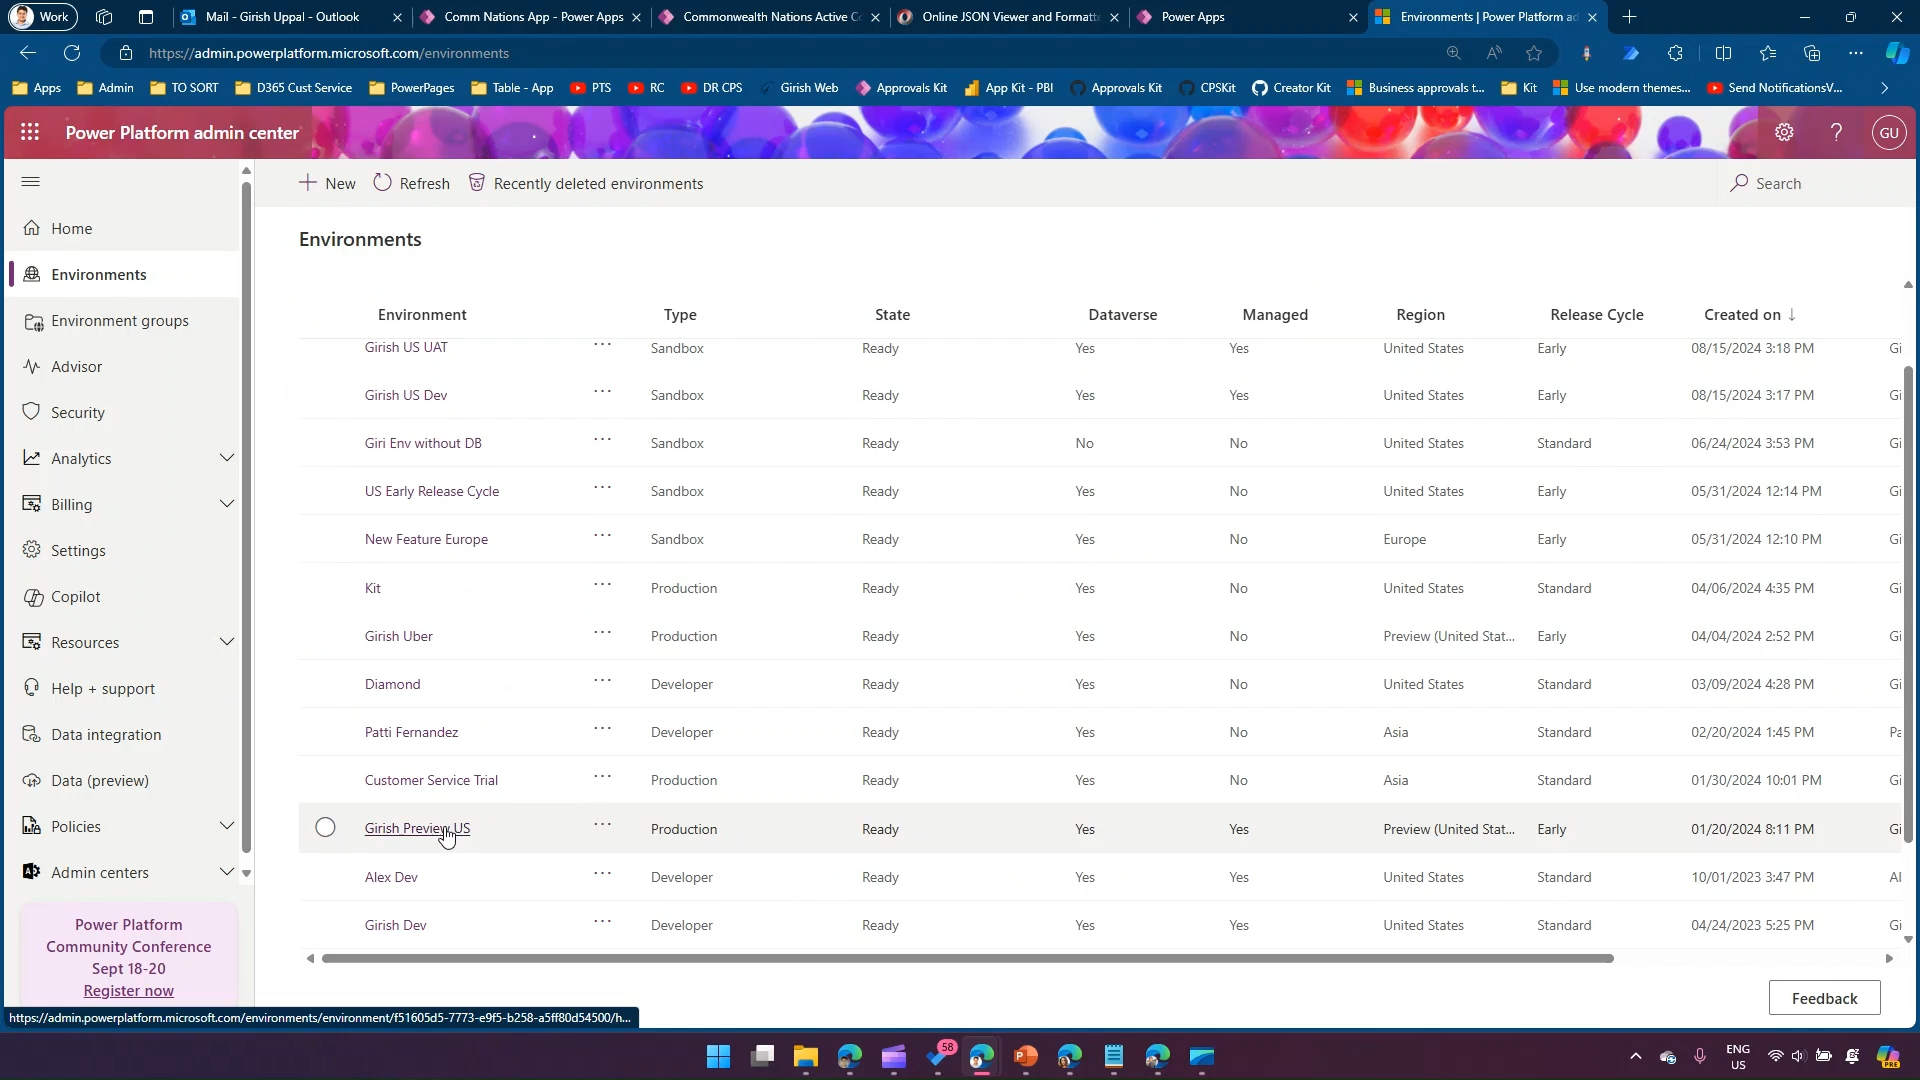 Work
Mail - Girish Uppal - Outlook
Comm Nations App - Power Apps
Commonwealth Nations Active Co
Online JSON Viewer and Formatte
Power Apps
Environments | Power Platform ad
https://admin.powerplatform.microsoft.com/environments
Apps
Admin
TO SORT
D365 Cust Service
PowerPages
Table - App
PTS
RC
DR CPS
Girish Web
Approvals Kit
App Kit - PBI
Approvals Kit
CPSKit
Creator Kit
Business approvals t...
Kit
Use modern themes...
Send NotificationsV...
Power Platform admin center
? GU
New
Refresh
Recently deleted environments
Search
Home
Environments
Environment groups
Advisor
Security
Analytics
Billing
Settings
Copilot
Resources
Help + support
Data integration
Data (preview)
Policies
Admin centers
Power Platform
Community Conference
Sept 18-20
Register now
Environments
Environment Type State Dataverse Managed Region Release Cycle Created on ↓
Girish US UAT ... Sandbox Ready Yes Yes United States Early 08/15/2024 3:18 PM Gi
Girish US Dev ... Sandbox Ready Yes Yes United States Early 08/15/2024 3:17 PM Gi
Giri Env without DB ... Sandbox Ready No No United States Standard 06/24/2024 3:53 PM Gi
US Early Release Cycle ... Sandbox Ready Yes No United States Early 05/31/2024 12:14 PM Gi
New Feature Europe ... Sandbox Ready Yes No Europe Early 05/31/2024 12:10 PM Gi
Kit ... Production Ready Yes No United States Standard 04/06/2024 4:35 PM Gi
Girish Uber ... Production Ready Yes No Preview (United Stat... Early 04/04/2024 2:52 PM Gi
Diamond ... Developer Ready Yes No United States Standard 03/09/2024 4:28 PM Gi
Patti Fernandez ... Developer Ready Yes No Asia Standard 02/20/2024 1:45 PM Pa
Customer Service Trial ... Production Ready Yes No Asia Standard 01/30/2024 10:01 PM Gi
Girish Preview US ... Production Ready Yes Yes Preview (United Stat... Early 01/20/2024 8:11 PM Gi
Alex Dev ... Developer Ready Yes Yes United States Standard 10/01/2023 3:47 PM Al
Girish Dev ... Developer Ready Yes Yes United States Standard 04/24/2023 5:25 PM Gi
Feedback
https://admin.powerplatform.microsoft.com/environments/environment/f51605d5-7773-e9f5-b258-a5ff80d54500/h...
58
ENG
US
PRE